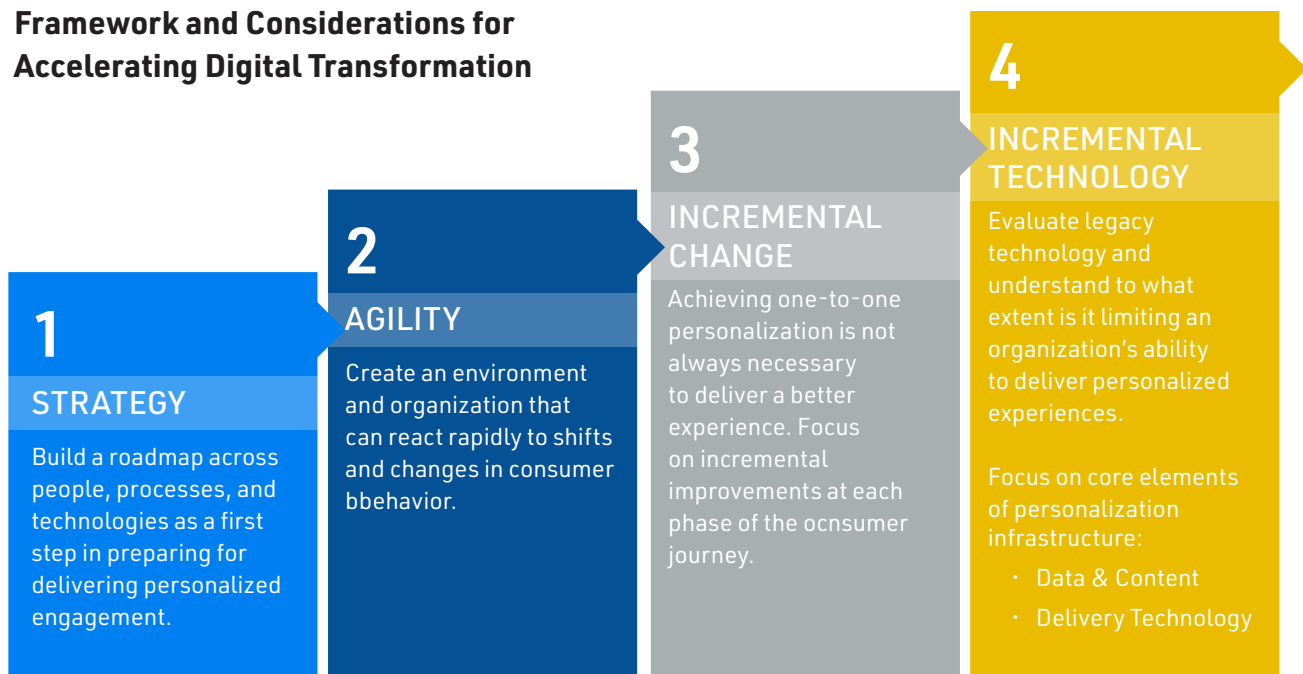 Framework and Considerations for
Accelerating Digital Transformation
1
STRATEGY
Build a roadmap across
people, processes, and
technologies as a first
step in preparing for
delivering personalized
engagement.
2
AGILITY
Create an environment
and organization that
can react rapidly to shifts
and changes in consumer
bbehavior.
3
INCREMENTAL
CHANGE
Achieving one-to-one
personalization is not
always necessary
to deliver a better
experience. Focus
on incremental
improvements at each
phase of the ocnsumer
journey.
4
INCREMENTAL
TECHNOLOGY
Evaluate legacy
technology and
understand to what
extent is it limiting an
organization's ability
to deliver personalized
experiences.
Focus on core elements
of personalization
infrastructure:
· Data & Content
· Delivery Technology